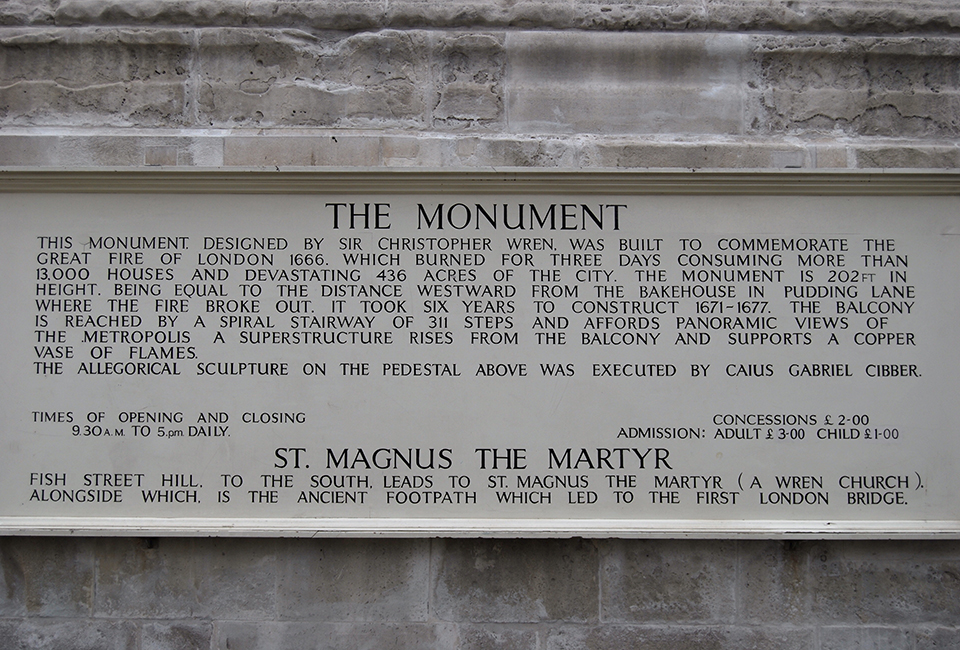 THE MONUMENT
THIS MONUMENT. DESIGNED BY SIR CHRISTOPHER WREN, WAS BUILT TO COMMEMORATE THE
GREAT FIRE OF LONDON 1666. WHICH BURNED FOR THREE DAYS CONSUMING MORE THAN
13,000 HOUSES AND DEVASTATING 436 ACRES OF THE CITY. THE MONUMENT IS 202FT IN
HEIGHT. BEING EQUAL TO THE DISTANCE WESTWARD FROM THE BAKEHOUSE IN PUDDING LANE
WHERE THE FIRE BROKE OUT. IT TOOK SIX YEARS TO CONSTRUCT 1671-1677. THE BALCONY
IS REACHED BY A SPIRAL STAIRWAY OF 311 STEPS AND AFFORDS PANORAMIC VIEWS OF
THE METROPOLIS A SUPERSTRUCTURE RISES FROM THE BALCONY AND SUPPORTS A COPPER
VASE OF FLAMES.
THE ALLEGORICAL SCULPTURE ON THE PEDESTAL ABOVE WAS EXECUTED BY CAIUS GABRIEL CIBBER.
TIMES OF OPENING AND CLOSING
9.30 A.M. TO 5.pm. DAILY.
CONCESSIONS £ 2-00
ADMISSION: ADULT £ 3-00 CHILD £1-00
ST. MAGNUS THE MARTYR
FISH STREET HILL, TO THE SOUTH, LEADS TO ST. MAGNUS THE MARTYR ( A WREN CHURCH ).
ALONGSIDE WHICH, IS THE ANCIENT FOOTPATH WHICH LED TO THE FIRST LONDON BRIDGE.